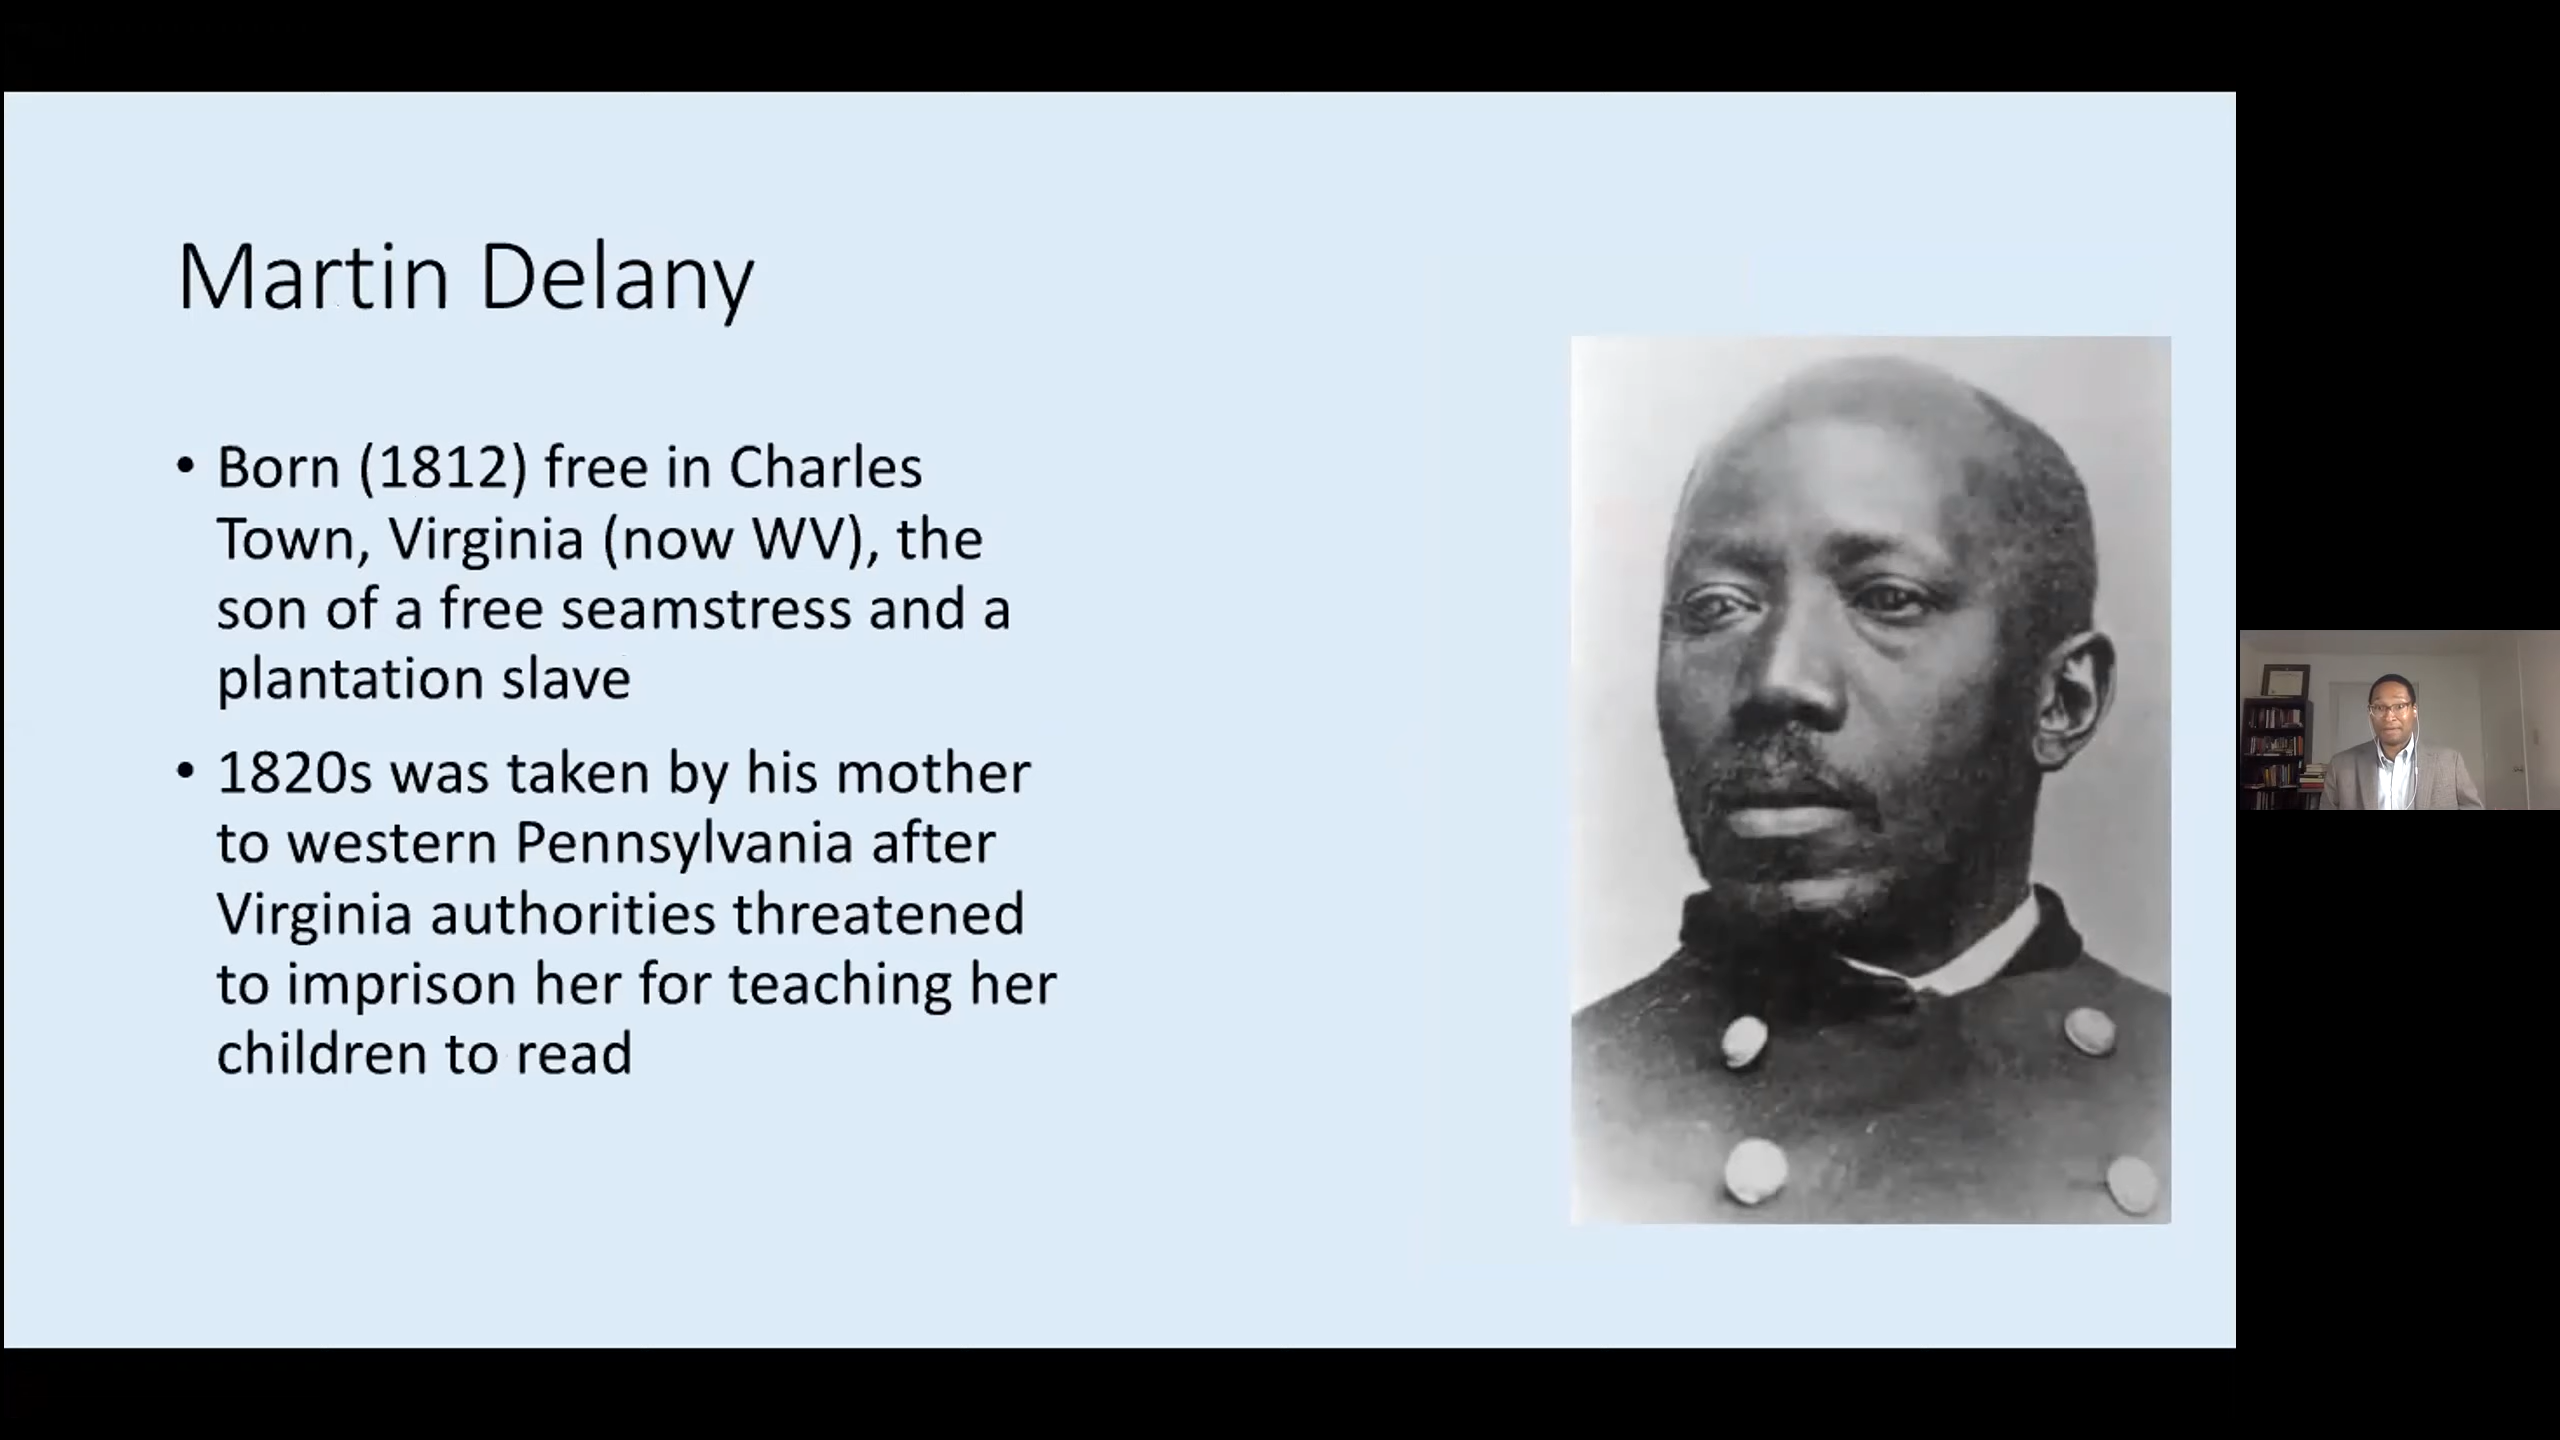 Martin Delany
• Born (1812) free in Charles
Town, Virginia (now WV), the
son of a free seamstress and a
plantation slave
• 1820s was taken by his mother
to western Pennsylvania after
Virginia authorities threatened
to imprison her for teaching her
children to read